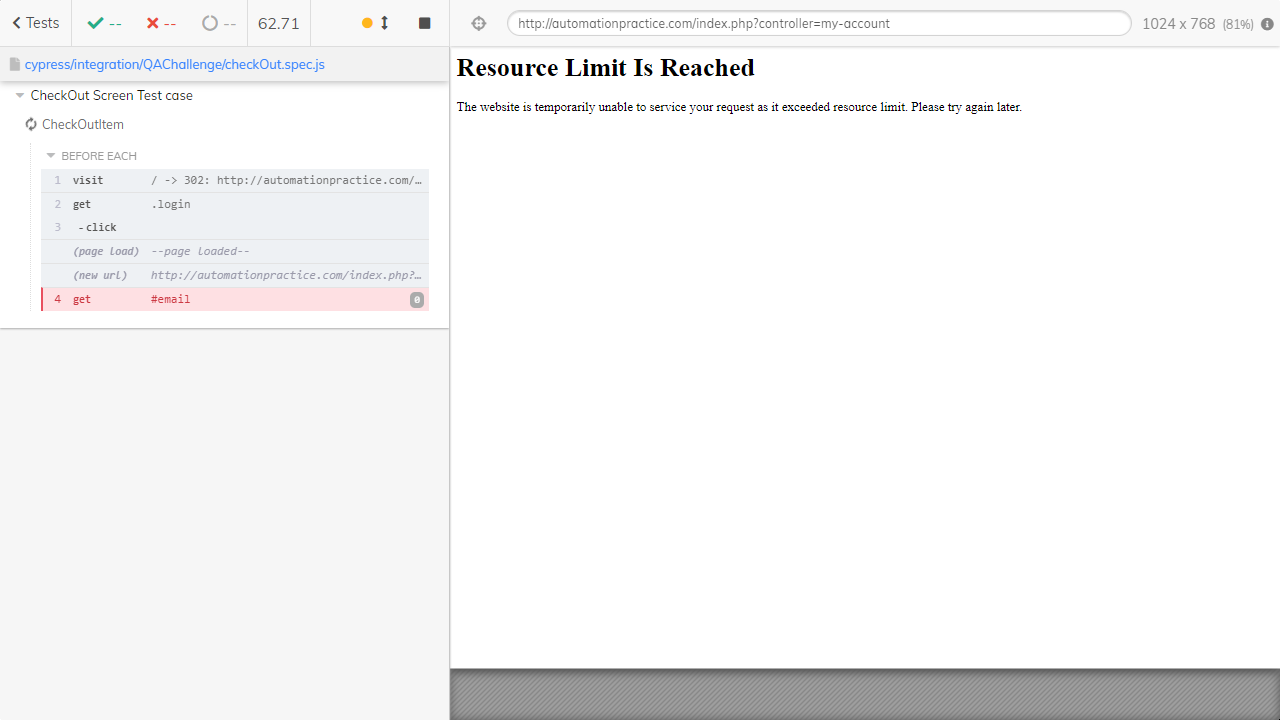 Tests -- -- -- 62.71
cypress/integration/QAChallenge/checkOut.spec.js
CheckOut Screen Test case
CheckOutItem
BEFORE EACH
1 visit / -> 302: http://automationpractice.com/…
2 get .login
3 -click
(page load) --page loaded--
(new url) http://automationpractice.com/index.php?…
4 get #email 0
http://automationpractice.com/index.php?controller=my-account 1024 x 768 (81%)
Resource Limit Is Reached
The website is temporarily unable to service your request as it exceeded resource limit. Please try again later.